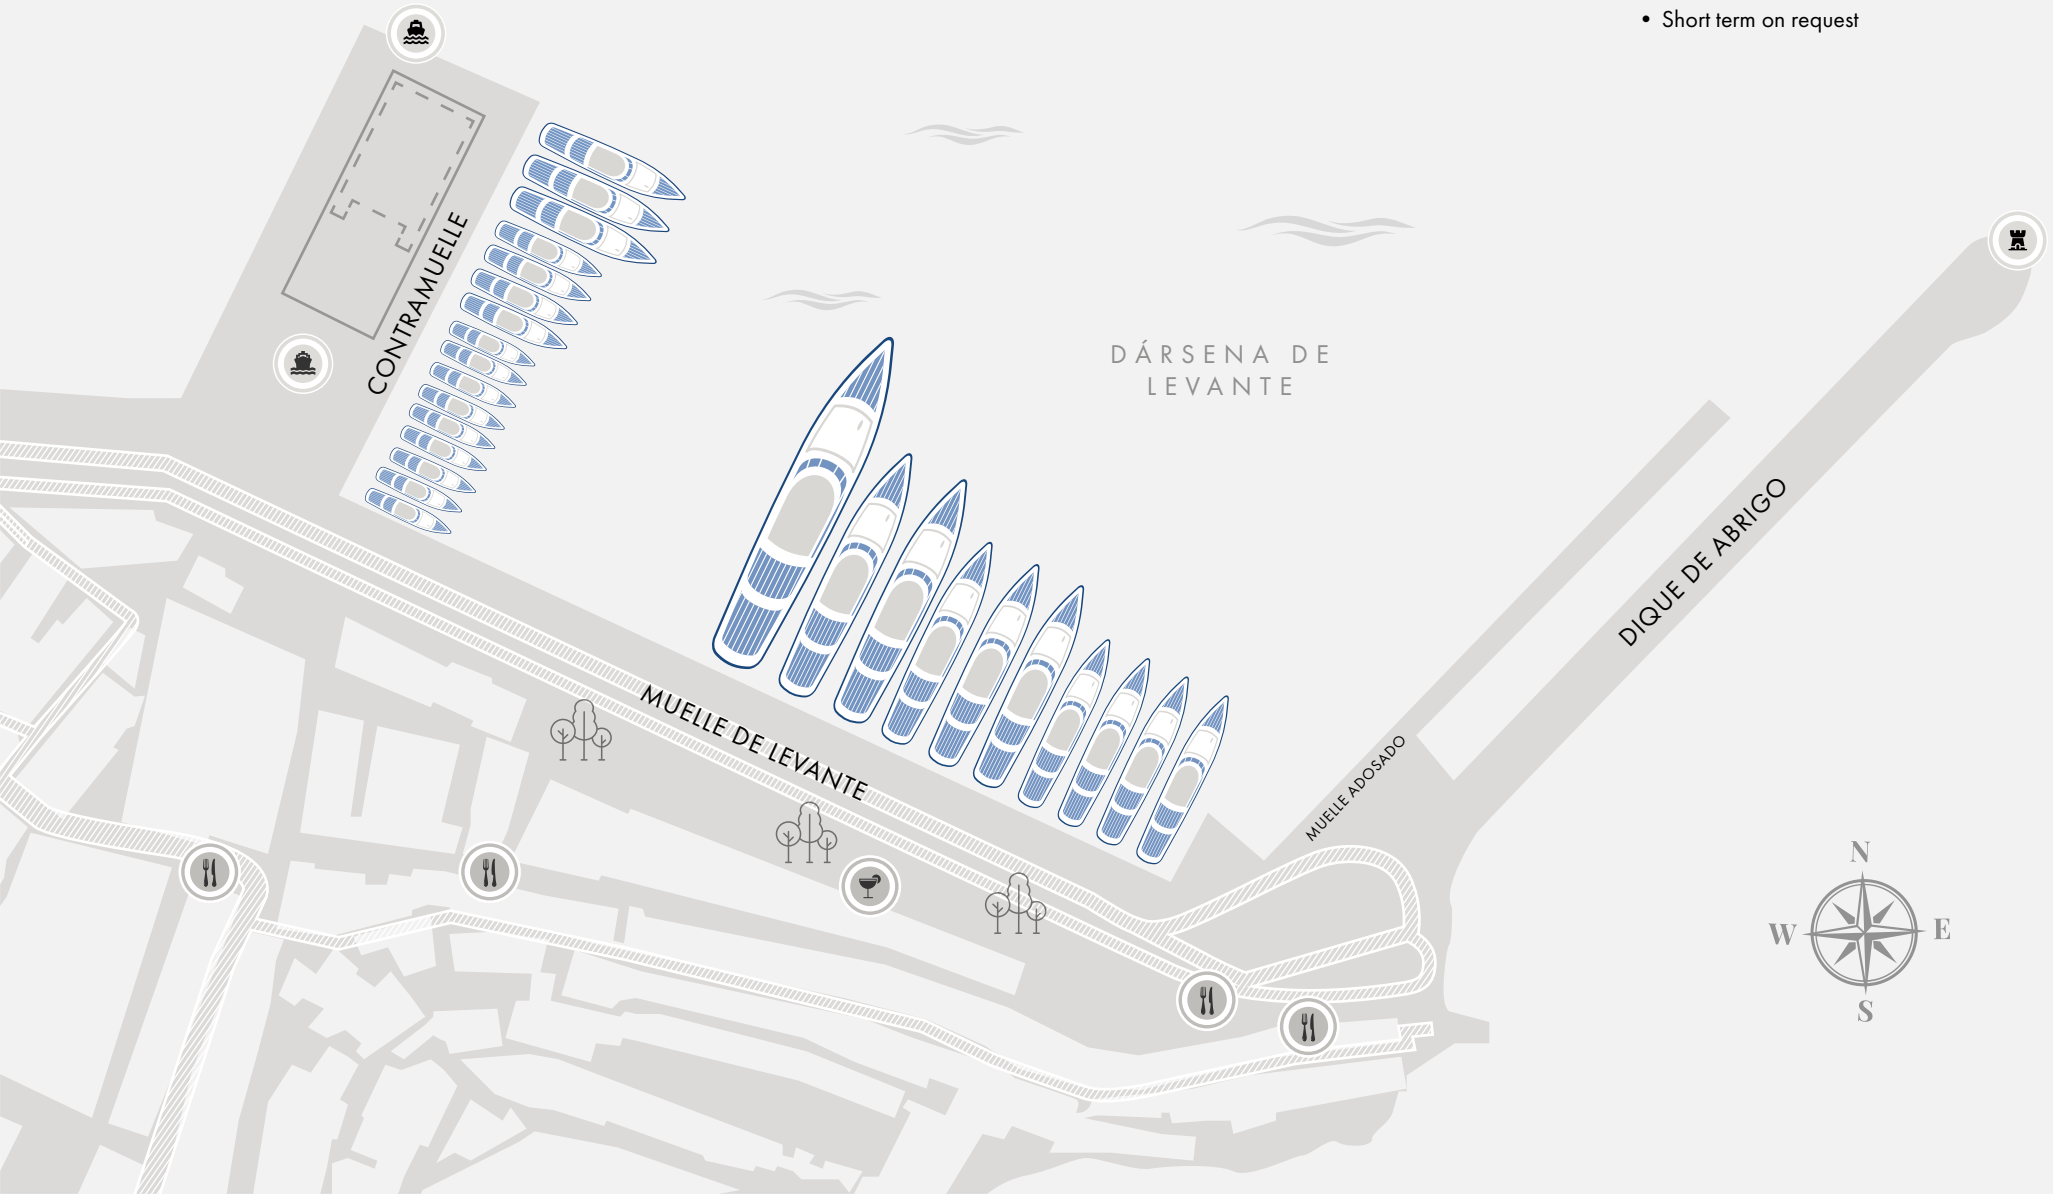 • Short term on request
CONTRAMUELLE
DÁRSENA DE
LEVANTE
DIQUE DE ABRIGO
MUELLE DE LEVANTE
MUELLE ADOSADO
N
W
E
S